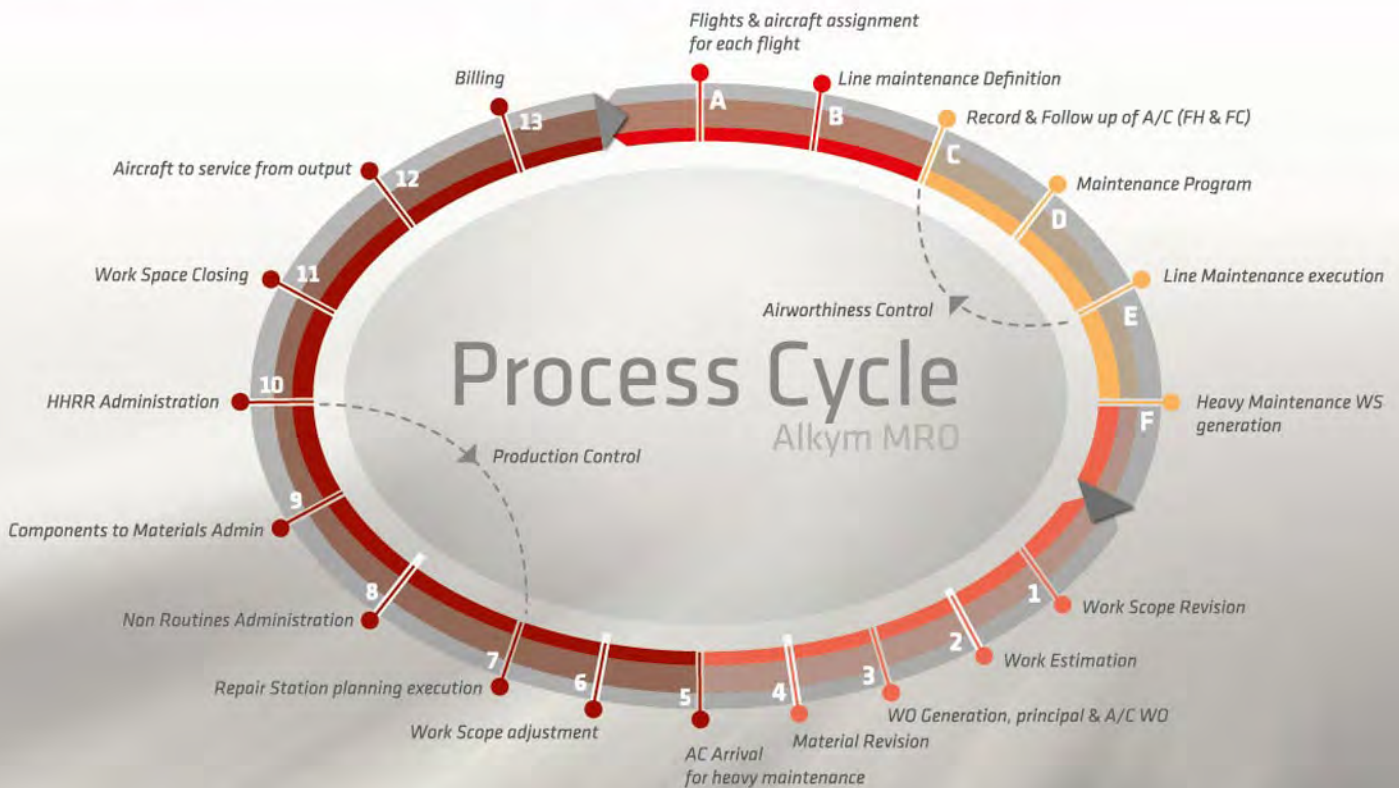 Process Cycle
Alkym MRO
A
Flights & aircraft assignment
for each flight
B
Line maintenance Definition
C
Record & Follow up of A/C (FH & FC)
D
Maintenance Program
E
Line Maintenance execution
Airworthiness Control
F
Heavy Maintenance WS
generation
1
Work Scope Revision
2
Work Estimation
3
WO Generation, principal & A/C WO
4
Material Revision
5
AC Arrival
for heavy maintenance
6
Work Scope adjustment
7
Repair Station planning execution
8
Non Routines Administration
9
Components to Materials Admin
10
HHRR Administration
Production Control
11
Work Space Closing
12
Aircraft to service from output
13
Billing